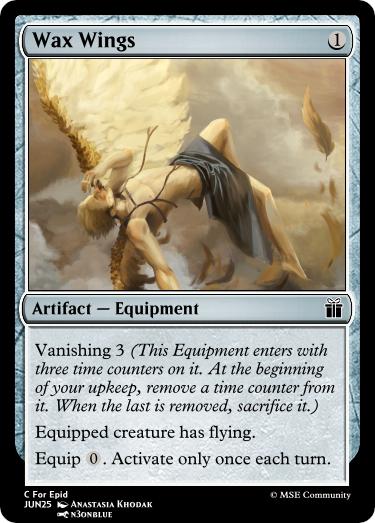 Wax Wings 1
Artifact — Equipment
Vanishing 3 (This Equipment enters with
three time counters on it. At the beginning
of your upkeep, remove a time counter from
it. When the last is removed, sacrifice it.)
Equipped creature has flying.
Equip 0. Activate only once each turn.
C For Epid
JUN25 Anastasia Khodak © MSE Community
n3onblue